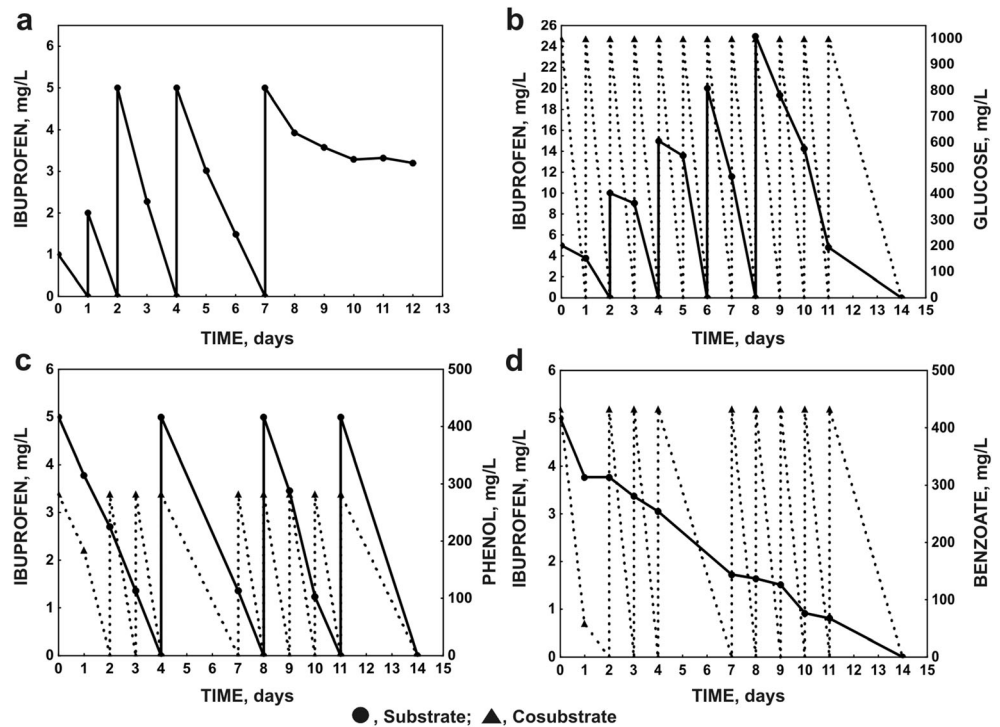 a
IBUPROFEN, mg/L
6
5
4
3
2
1
0
0 1 2 3 4 5 6 7 8 9 10 11 12 13
TIME, days
b
IBUPROFEN, mg/L
26
24
22
20
18
16
14
12
10
8
6
4
2
0
0 1 2 3 4 5 6 7 8 9 10 11 12 13 14 15
TIME, days
1000
900
800
700
600
500
400
300
200
100
0
GLUCOSE, mg/L
c
IBUPROFEN, mg/L
6
5
4
3
2
1
0
0 1 2 3 4 5 6 7 8 9 10 11 12 13 14 15
TIME, days
500
400
300
200
100
0
PHENOL, mg/L
d
IBUPROFEN, mg/L
6
5
4
3
2
1
0
0 1 2 3 4 5 6 7 8 9 10 11 12 13 14 15
TIME, days
500
400
300
200
100
0
BENZOATE, mg/L
, Substrate; , Cosubstrate